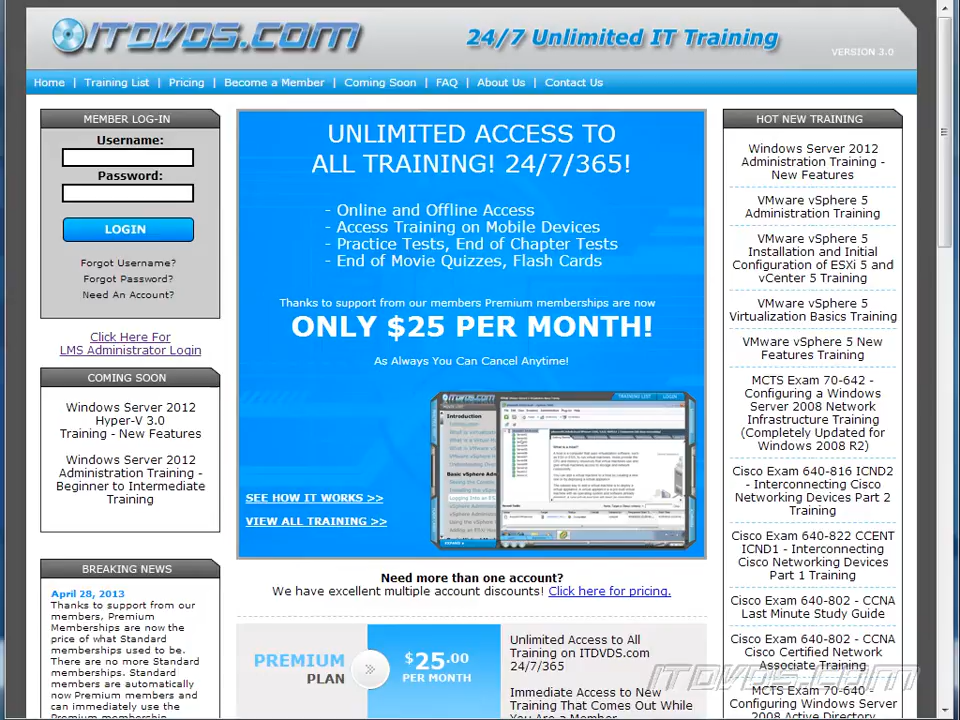 ITDVDS.COM
24/7 Unlimited IT Training
VERSION 3.0
Home | Training List | Pricing | Become a Member | Coming Soon | FAQ | About Us | Contact Us
MEMBER LOG-IN
Username:
Password:
LOGIN
Forgot Username?
Forgot Password?
Need An Account?
Click Here For
LMS Administrator Login
COMING SOON
Windows Server 2012
Hyper-V 3.0
Training - New Features
Windows Server 2012
Administration Training -
Beginner to Intermediate
Training
BREAKING NEWS
April 28, 2013
Thanks to support from our
members, Premium
Memberships are now the
price of what Standard
memberships used to be.
There are no more Standard
memberships. Standard
members are automatically
now Premium members and
can immediately use the
Premium membership
UNLIMITED ACCESS TO
ALL TRAINING! 24/7/365!
- Online and Offline Access
- Access Training on Mobile Devices
- Practice Tests, End of Chapter Tests
- End of Movie Quizzes, Flash Cards
Thanks to support from our members Premium memberships are now
ONLY $25 PER MONTH!
As Always You Can Cancel Anytime!
SEE HOW IT WORKS >>
VIEW ALL TRAINING >>
ITDVDS.COM
TRAINING LIST
LOGIN
Introduction
Need more than one account?
We have excellent multiple account discounts! Click here for pricing.
PREMIUM
PLAN
$25.00
PER MONTH
Unlimited Access to All
Training on ITDVDS.com
24/7/365
Immediate Access to New
Training That Comes Out While
You Are a Member
HOT NEW TRAINING
Windows Server 2012
Administration Training -
New Features
VMware vSphere 5
Administration Training
VMware vSphere 5
Installation and Initial
Configuration of ESXi 5 and
vCenter 5 Training
VMware vSphere 5
Virtualization Basics Training
VMware vSphere 5 New
Features Training
MCTS Exam 70-642 -
Configuring a Windows
Server 2008 Network
Infrastructure Training
(Completely Updated for
Windows 2008 R2)
Cisco Exam 640-816 ICND2
- Interconnecting Cisco
Networking Devices Part 2
Training
Cisco Exam 640-822 CCENT
ICND1 - Interconnecting
Cisco Networking Devices
Part 1 Training
Cisco Exam 640-802 - CCNA
Last Minute Study Guide
Cisco Exam 640-802 - CCNA
Cisco Certified Network
Associate Training
MCTS Exam 70-640 -
Configuring Windows Server
2008 Active Directory
ITDVDS.COM